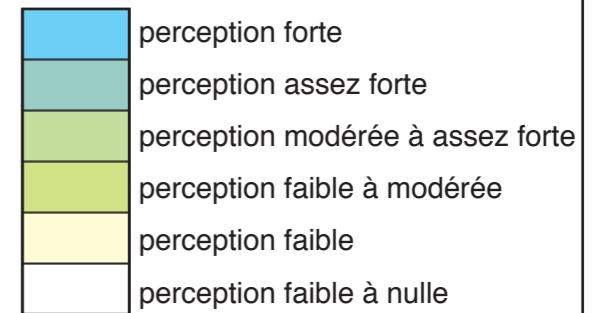 perception forte
perception assez forte
perception modérée à assez forte
perception faible à modérée
perception faible
perception faible à nulle